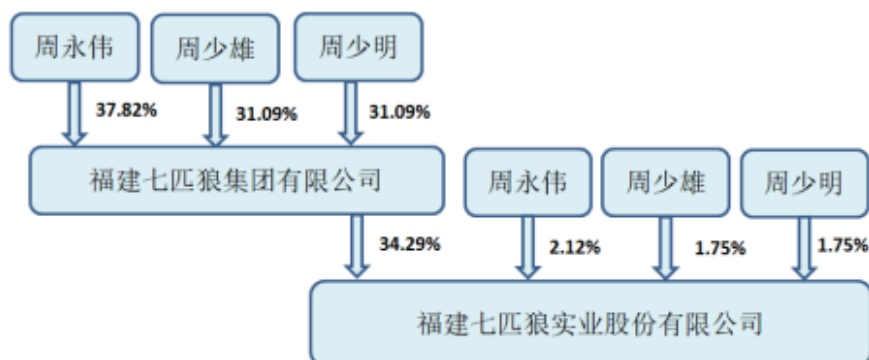 周永伟
周少雄
周少明
37.82%
31.09%
31.09%
福建七匹狼集团有限公司
周永伟
周少雄
周少明
34.29%
2.12%
1.75%
1.75%
福建七匹狼实业股份有限公司